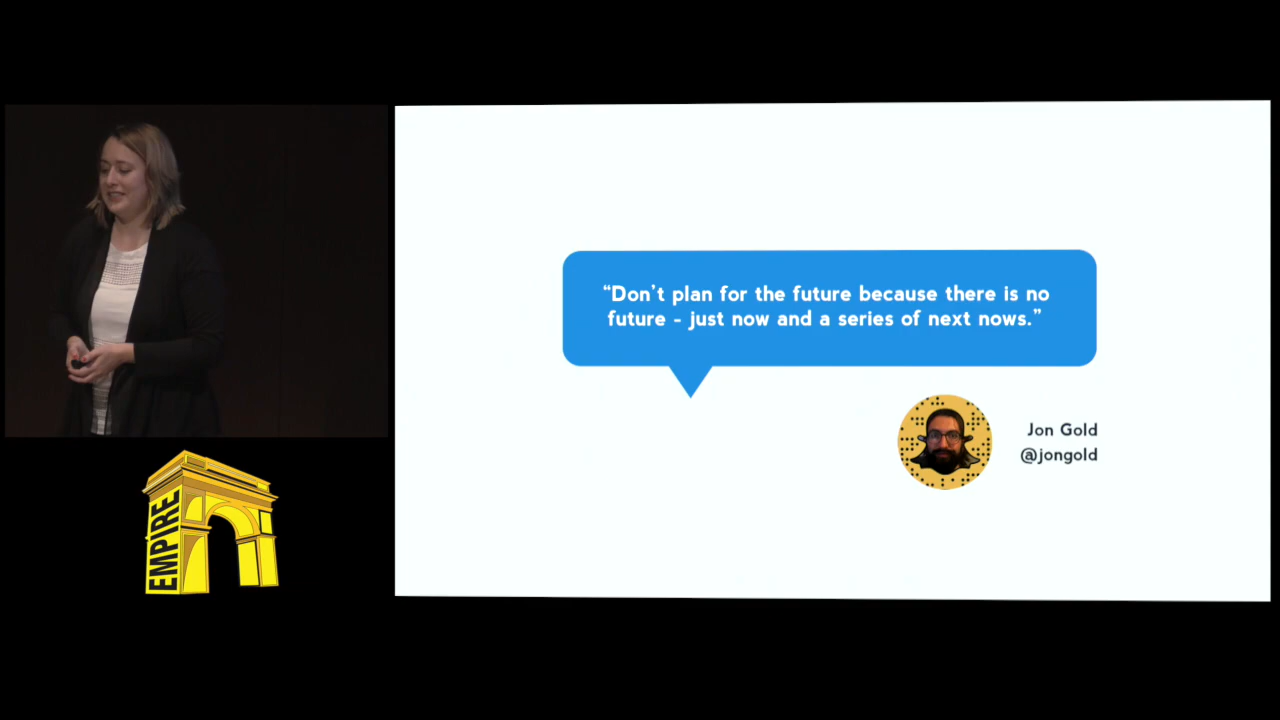 “Don’t plan for the future because there is no
future - just now and a series of next nows.”
Jon Gold
@jongold
EMPIRE